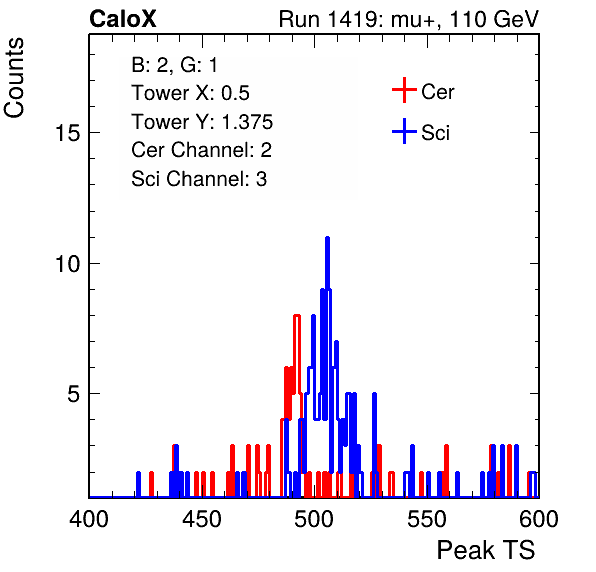 CaloX Run 1419: mu+, 110 GeV
Counts
B: 2, G: 1
Tower X: 0.5
Tower Y: 1.375
Cer Channel: 2
Sci Channel: 3
Cer
Sci
15
10
5
400 450 500 550 600
Peak TS